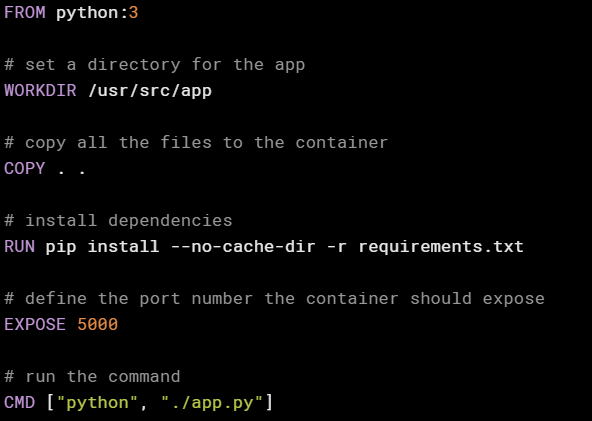 FROM python:3
# set a directory for the app
WORKDIR /usr/src/app
# copy all the files to the container
COPY . .
# install dependencies
RUN pip install --no-cache-dir -r requirements.txt
# define the port number the container should expose
EXPOSE 5000
# run the command
CMD ["python", "./app.py"]